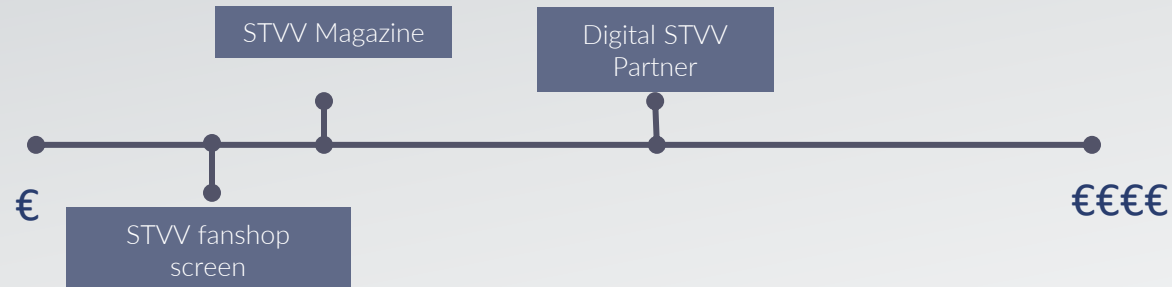 STVV Magazine
Digital STVV
Partner
€
€€€€
STVV fanshop
screen